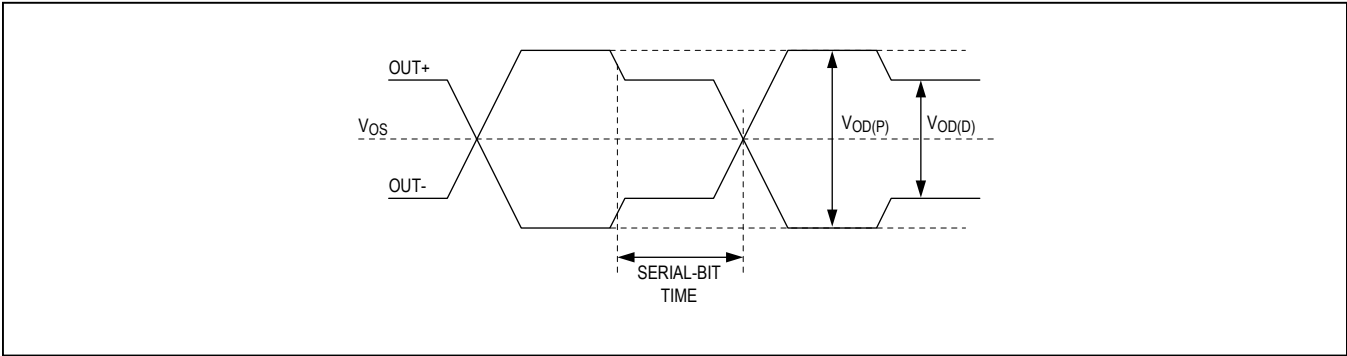 OUT+
VOS
VOD(P)
VOD(D)
OUT-
SERIAL-BIT
TIME